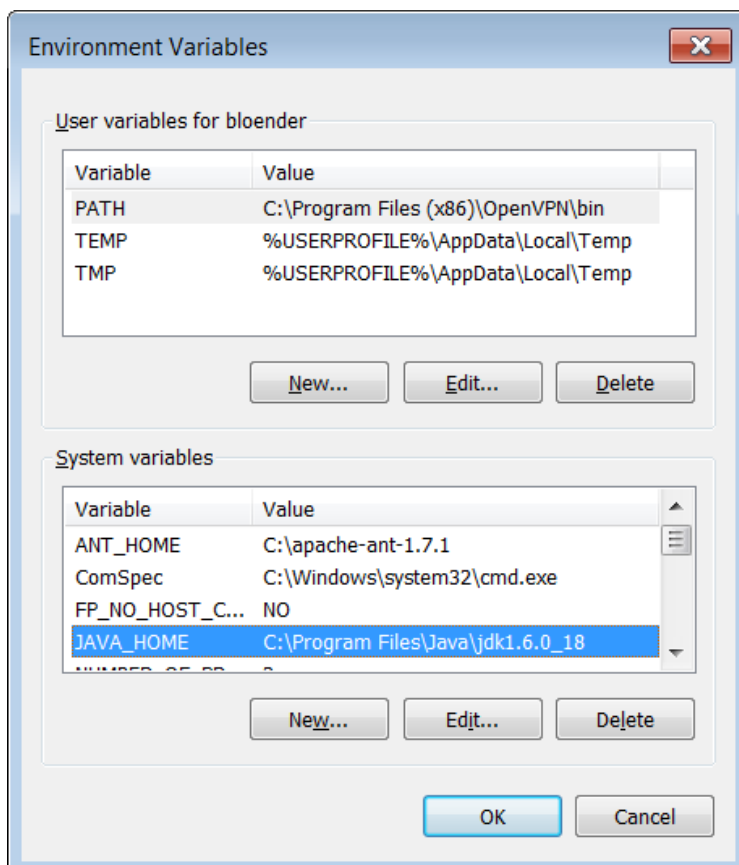 Environment Variables
User variables for bloender
Variable Value
PATH C:\Program Files (x86)\OpenVPN\bin
TEMP %USERPROFILE%\AppData\Local\Temp
TMP %USERPROFILE%\AppData\Local\Temp
New... Edit... Delete
System variables
Variable Value
ANT_HOME C:\apache-ant-1.7.1
ComSpec C:\Windows\system32\cmd.exe
FP_NO_HOST_C... NO
JAVA_HOME C:\Program Files\Java\jdk1.6.0_18
New... Edit... Delete
OK Cancel